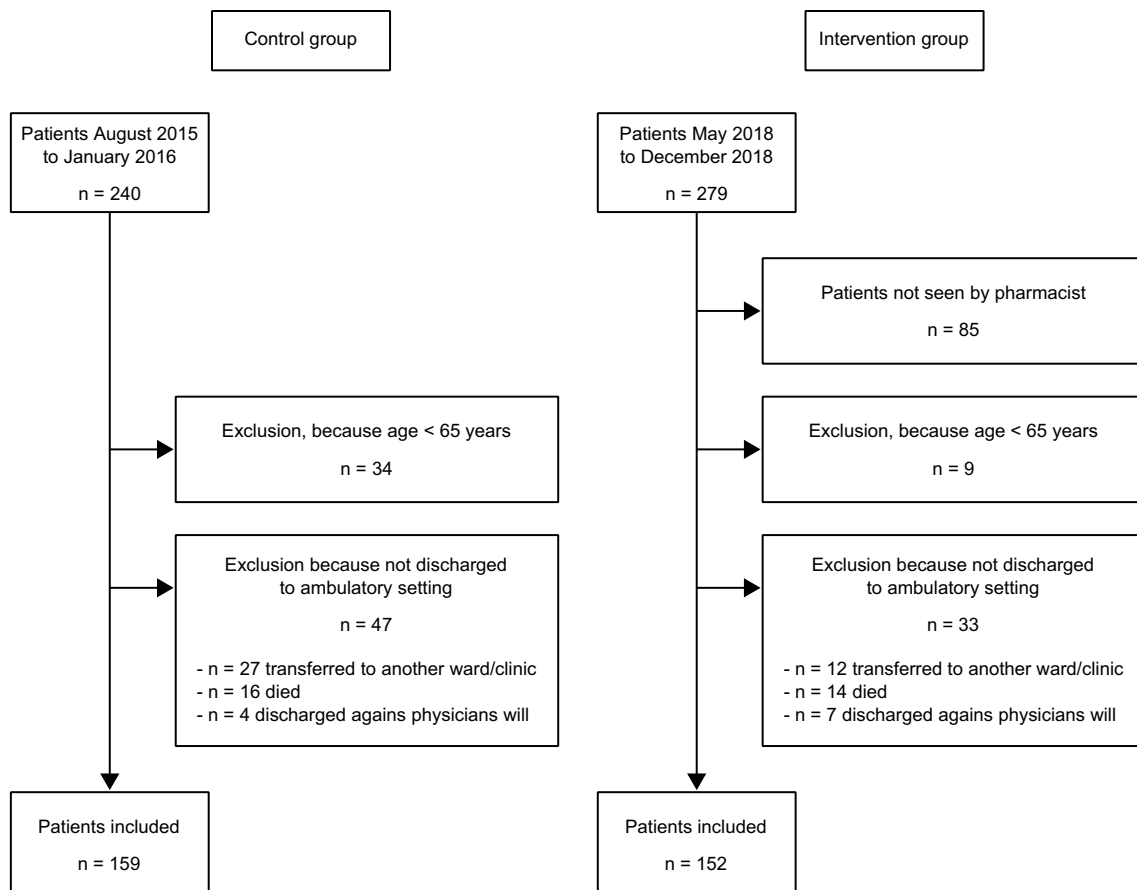 Control group
Intervention group
Patients August 2015
to January 2016
n = 240
Patients May 2018
to December 2018
n = 279
Patients not seen by pharmacist
n = 85
Exclusion, because age < 65 years
n = 34
Exclusion, because age < 65 years
n = 9
Exclusion because not discharged
to ambulatory setting
n = 47
- n = 27 transferred to another ward/clinic
- n = 16 died
- n = 4 discharged agains physicians will
Exclusion because not discharged
to ambulatory setting
n = 33
- n = 12 transferred to another ward/clinic
- n = 14 died
- n = 7 discharged agains physicians will
Patients included
n = 159
Patients included
n = 152